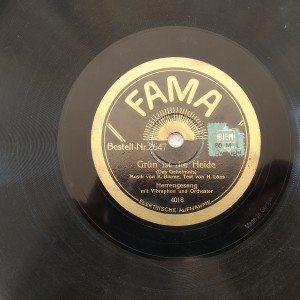 FAMA
Bestell-Nr. 2647
Grün ist die Heide
(Das Geheimnis)
Musik von K. Blume, Text von H. Löns
Herrengesang
mit Vibraphon und Orchester
4018
ELEKTRISCHE AUFNAHME